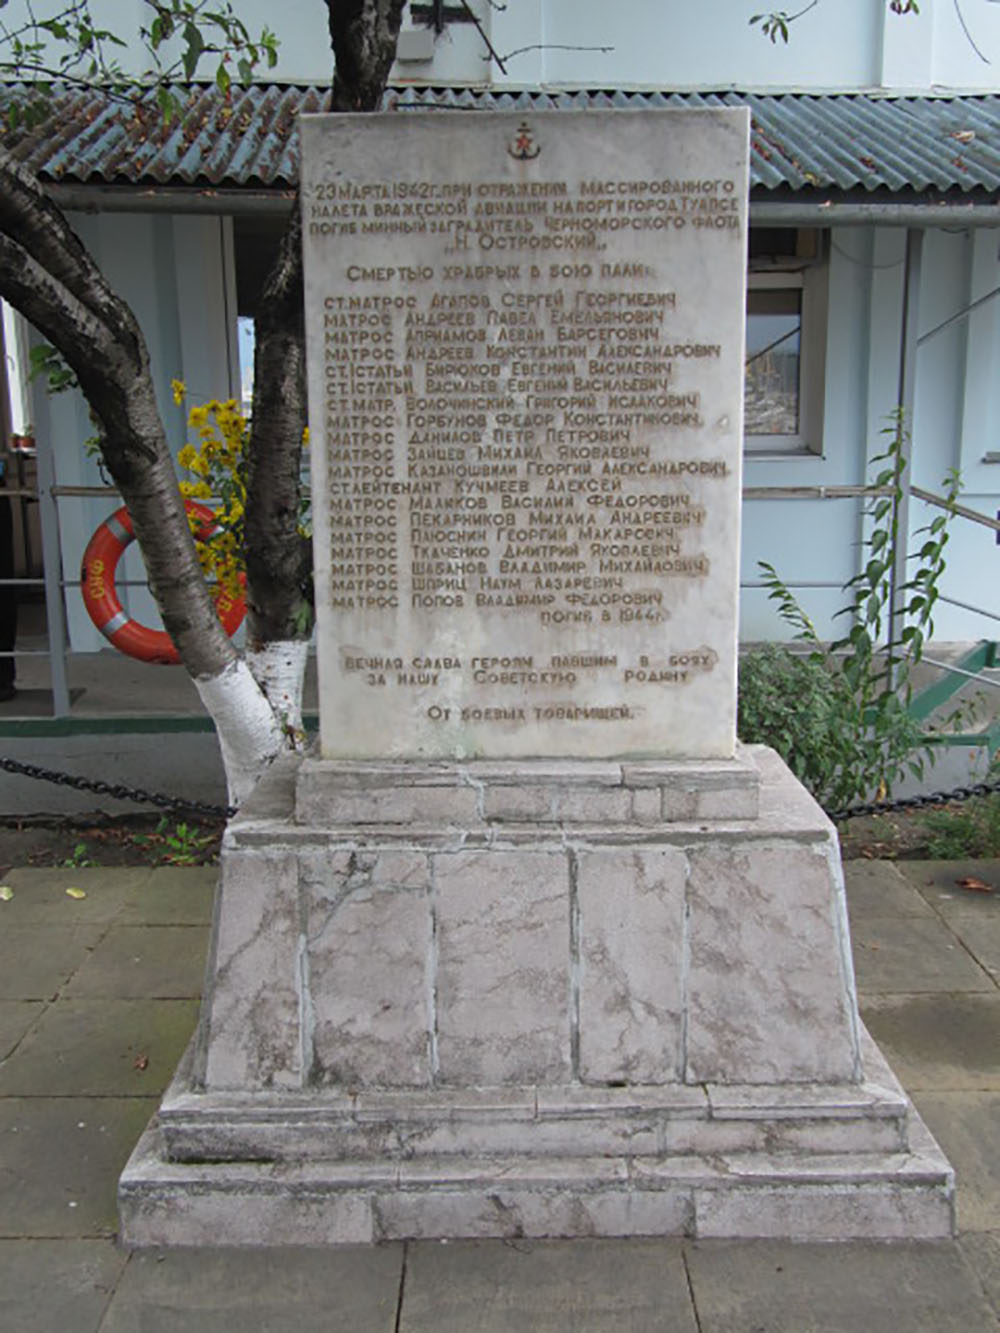 23 МАРТА 1942Г. ПРИ ОТРАЖЕНИИ МАССИРОВАННОГО
НАЛЕТА ВРАЖЕСКОЙ АВИАЦИИ НА ПОРТ И ГОРОД ТУАПСЕ
ПОГИБ МИННЫЙ ЗАГРАДИТЕЛЬ ЧЕРНОМОРСКОГО ФЛОТА
„Н. ОСТРОВСКИЙ„
СМЕРТЬЮ ХРАБРЫХ В БОЮ ПАЛИ:
СТ. МАТРОС АГАПОВ СЕРГЕЙ ГЕОРГИЕВИЧ
МАТРОС АНДРЕЕВ ПАВЕЛ ЕМЕЛЬЯНОВИЧ
МАТРОС АПРИАМОВ ЛЕВАН БАРСЕГОВИЧ
МАТРОС АНДРЕЕВ КОНСТАНТИН АЛЕКСАНДРОВИЧ
СТ. 1 СТАТЬИ БИРЮКОВ ЕВГЕНИЙ ВАСИЛЕВИЧ
СТ. 1 СТАТЬИ ВАСИЛЬЕВ ЕВГЕНИЙ ВАСИЛЬЕВИЧ
СТ. МАТР. ВОЛОЧИНСКИЙ ГРИГОРИЙ ИСААКОВИЧ
МАТРОС ГОРБУНОВ ФЕДОР КОНСТАНТИНОВИЧ
МАТРОС ДАНИЛОВ ПЕТР ПЕТРОВИЧ
МАТРОС ЗАЙЦЕВ МИХАИЛ ЯКОВЛЕВИЧ
МАТРОС КАЗАНОШВИЛИ ГЕОРГИЙ АЛЕКСАНДРОВИЧ
СТ. ЛЕЙТЕНАНТ КУЧМЕЕВ АЛЕКСЕЙ
МАТРОС МАЛИКОВ ВАСИЛИЙ ФЕДОРОВИЧ
МАТРОС ПЕКАРНИКОВ МИХАИЛ АНДРЕЕВИЧ
МАТРОС ПЛЮСНИН ГЕОРГИЙ МАКАРОВИЧ
МАТРОС ТКАЧЕНКО ДМИТРИЙ ЯКОВЛЕВИЧ
МАТРОС ШАБАНОВ ВЛАДИМИР МИХАЙЛОВИЧ
МАТРОС ШПРИЦ НАУМ ЛАЗАРЕВИЧ
МАТРОС ПОПОВ ВЛАДИМИР ФЕДОРОВИЧ
ПОГИБ В 1944Г.
ВЕЧНАЯ СЛАВА ГЕРОЯМ ПАВШИМ В БОЯХ
ЗА НАШУ СОВЕТСКУЮ РОДИНУ
ОТ БОЕВЫХ ТОВАРИЩЕЙ.